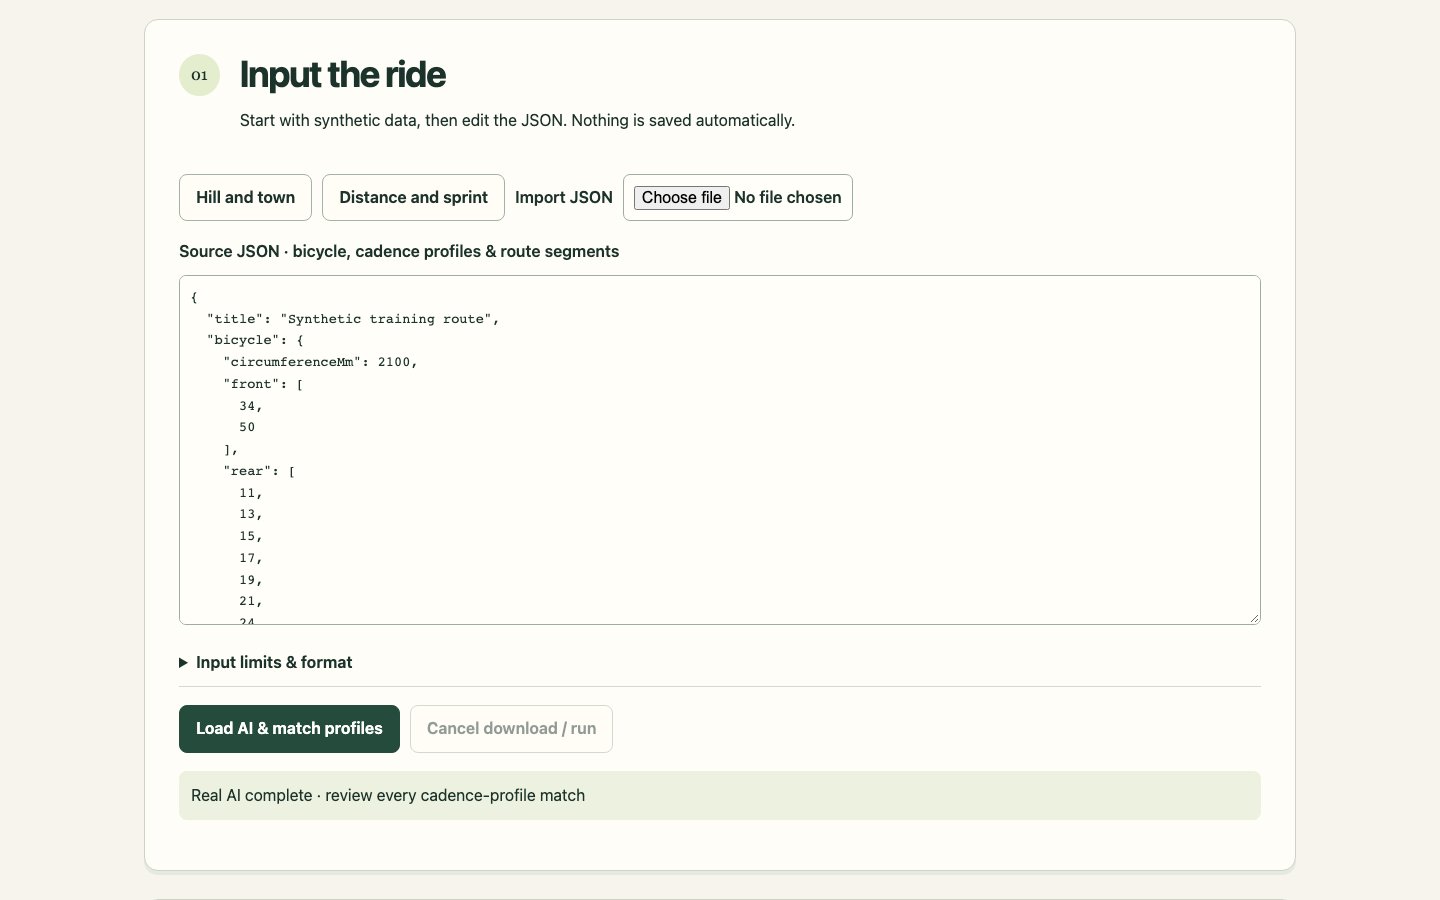 01
Input the ride
Start with synthetic data, then edit the JSON. Nothing is saved automatically.
Hill and town
Distance and sprint
Import JSON
Choose file No file chosen
Source JSON · bicycle, cadence profiles & route segments
{
  "title": "Synthetic training route",
  "bicycle": {
    "circumferenceMm": 2100,
    "front": [
      34,
      50
    ],
    "rear": [
      11,
      13,
      15,
      17,
      19,
      21,
      24
▶ Input limits & format
Load AI & match profiles
Cancel download / run
Real AI complete · review every cadence-profile match